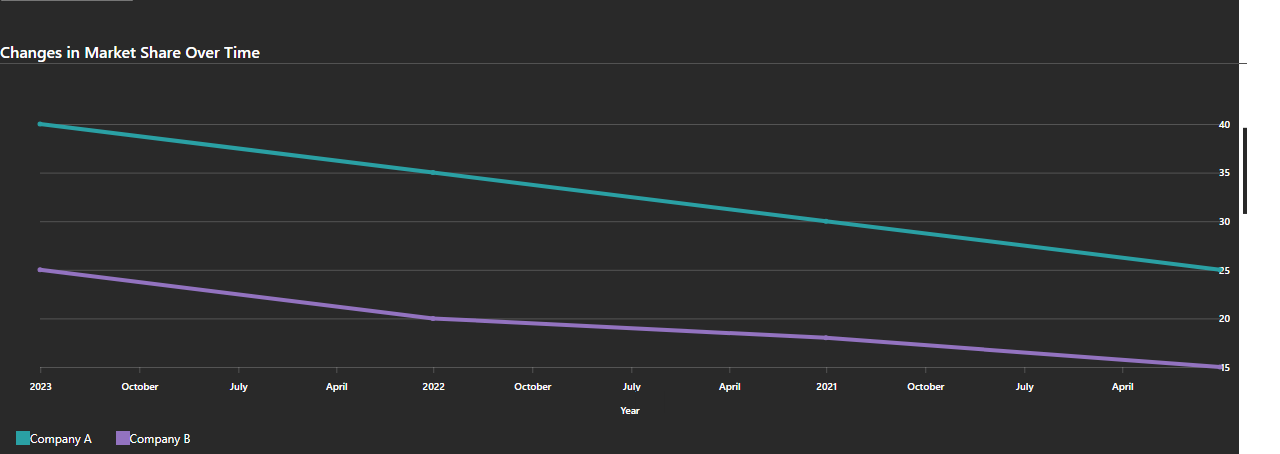 Changes in Market Share Over Time
40
35
30
25
20
15
2023 October July April 2022 October July April 2021 October July April
Year
Company A Company B